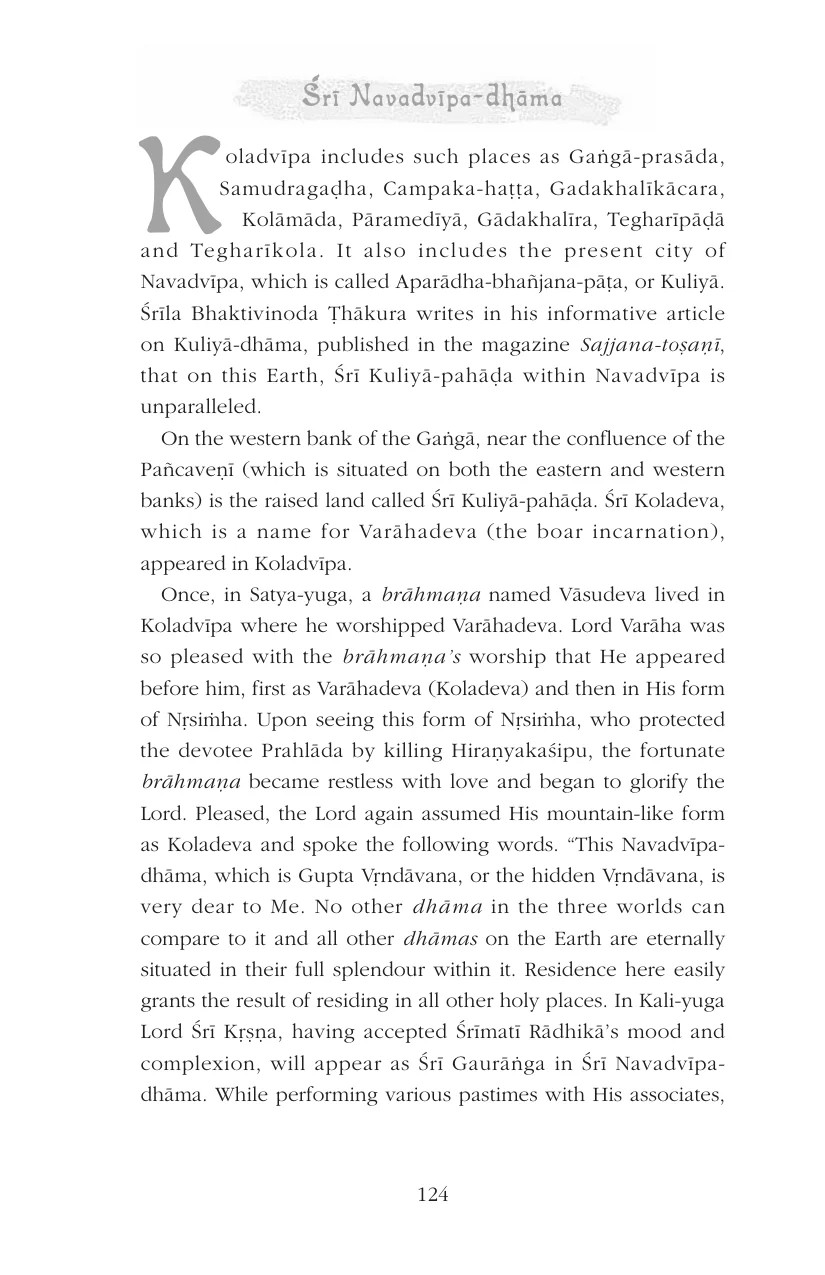 Śrī Navadvīpa-dhāma
Koladvīpa includes such places as Gaṅgā-prasāda,
Samudragaḍha, Campaka-haṭṭa, Gadakhalīkācara,
Kolāmāda, Pāramedīyā, Gādakhalīra, Tegharīpāḍā
and Tegharīkola. It also includes the present city of
Navadvīpa, which is called Aparādha-bhañjana-pāṭa, or Kuliyā.
Śrīla Bhaktivinoda Ṭhākura writes in his informative article
on Kuliyā-dhāma, published in the magazine Sajjana-toṣaṇī,
that on this Earth, Śrī Kuliyā-pahāḍa within Navadvīpa is
unparalleled.
On the western bank of the Gaṅgā, near the confluence of the
Pañcaveṇī (which is situated on both the eastern and western
banks) is the raised land called Śrī Kuliyā-pahāḍa. Śrī Koladeva,
which is a name for Varāhadeva (the boar incarnation),
appeared in Koladvīpa.
Once, in Satya-yuga, a brāhmaṇa named Vāsudeva lived in
Koladvīpa where he worshipped Varāhadeva. Lord Varāha was
so pleased with the brāhmaṇa’s worship that He appeared
before him, first as Varāhadeva (Koladeva) and then in His form
of Nṛsiṁha. Upon seeing this form of Nṛsiṁha, who protected
the devotee Prahlāda by killing Hiraṇyakaśipu, the fortunate
brāhmaṇa became restless with love and began to glorify the
Lord. Pleased, the Lord again assumed His mountain-like form
as Koladeva and spoke the following words. “This Navadvīpa-
dhāma, which is Gupta Vṛndāvana, or the hidden Vṛndāvana, is
very dear to Me. No other dhāma in the three worlds can
compare to it and all other dhāmas on the Earth are eternally
situated in their full splendour within it. Residence here easily
grants the result of residing in all other holy places. In Kali-yuga
Lord Śrī Kṛṣṇa, having accepted Śrīmatī Rādhikā’s mood and
complexion, will appear as Śrī Gaurāṅga in Śrī Navadvīpa-
dhāma. While performing various pastimes with His associates,
124